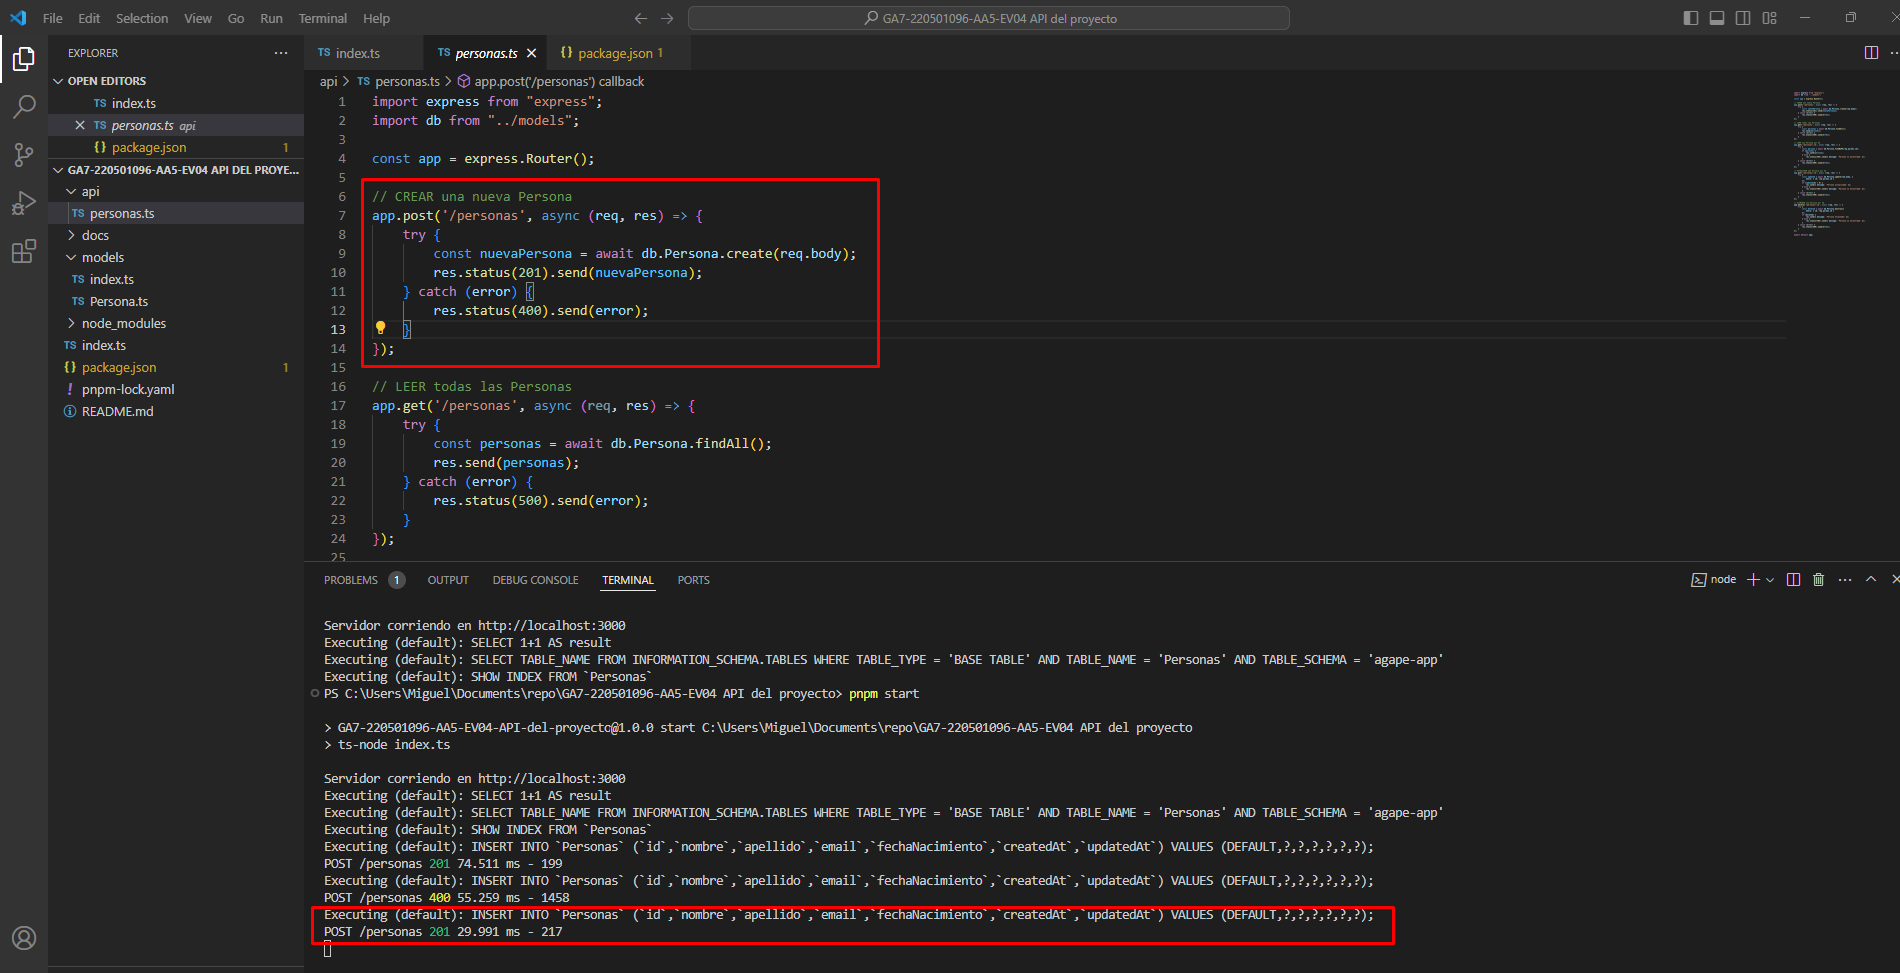 File Edit Selection View Go Run Terminal Help
GA7-220501096-AA5-EV04 API del proyecto
EXPLORER
OPEN EDITORS
TS index.ts
TS personas.ts api
{} package.json 1
GA7-220501096-AA5-EV04 API DEL PROYE...
api
TS personas.ts
docs
models
TS index.ts
TS Persona.ts
node_modules
TS index.ts
{} package.json 1
! pnpm-lock.yaml
README.md
TS index.ts
TS personas.ts
{} package.json 1
api > TS personas.ts > app.post('/personas') callback
1 import express from "express";
2 import db from "../models";
3
4 const app = express.Router();
5
6 // CREAR una nueva Persona
7 app.post('/personas', async (req, res) => {
8 try {
9 const nuevaPersona = await db.Persona.create(req.body);
10 res.status(201).send(nuevaPersona);
11 } catch (error) {
12 res.status(400).send(error);
13 }
14 });
15
16 // LEER todas las Personas
17 app.get('/personas', async (req, res) => {
18 try {
19 const personas = await db.Persona.findAll();
20 res.send(personas);
21 } catch (error) {
22 res.status(500).send(error);
23 }
24 });
25
PROBLEMS 1 OUTPUT DEBUG CONSOLE TERMINAL PORTS
node
Servidor corriendo en http://localhost:3000
Executing (default): SELECT 1+1 AS result
Executing (default): SELECT TABLE_NAME FROM INFORMATION_SCHEMA.TABLES WHERE TABLE_TYPE = 'BASE TABLE' AND TABLE_NAME = 'Personas' AND TABLE_SCHEMA = 'agape-app'
Executing (default): SHOW INDEX FROM `Personas`
PS C:\Users\Miguel\Documents\repo\GA7-220501096-AA5-EV04 API del proyecto> pnpm start
> GA7-220501096-AA5-EV04-API-del-proyecto@1.0.0 start C:\Users\Miguel\Documents\repo\GA7-220501096-AA5-EV04 API del proyecto
> ts-node index.ts
Servidor corriendo en http://localhost:3000
Executing (default): SELECT 1+1 AS result
Executing (default): SELECT TABLE_NAME FROM INFORMATION_SCHEMA.TABLES WHERE TABLE_TYPE = 'BASE TABLE' AND TABLE_NAME = 'Personas' AND TABLE_SCHEMA = 'agape-app'
Executing (default): SHOW INDEX FROM `Personas`
Executing (default): INSERT INTO `Personas` (`id`,`nombre`,`apellido`,`email`,`fechaNacimiento`,`createdAt`,`updatedAt`) VALUES (DEFAULT,?,?,?,?,?,?);
POST /personas 201 74.511 ms - 199
Executing (default): INSERT INTO `Personas` (`id`,`nombre`,`apellido`,`email`,`fechaNacimiento`,`createdAt`,`updatedAt`) VALUES (DEFAULT,?,?,?,?,?,?);
POST /personas 400 55.259 ms - 1458
Executing (default): INSERT INTO `Personas` (`id`,`nombre`,`apellido`,`email`,`fechaNacimiento`,`createdAt`,`updatedAt`) VALUES (DEFAULT,?,?,?,?,?,?);
POST /personas 201 29.991 ms - 217